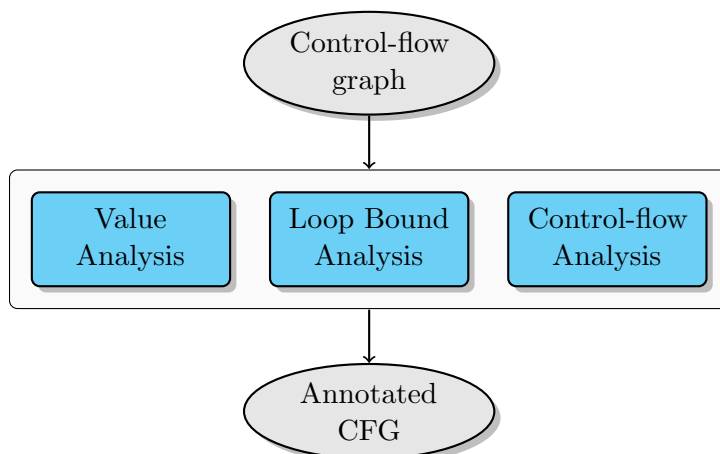 Control-flow
graph
Value
Analysis
Loop Bound
Analysis
Control-flow
Analysis
Annotated
CFG